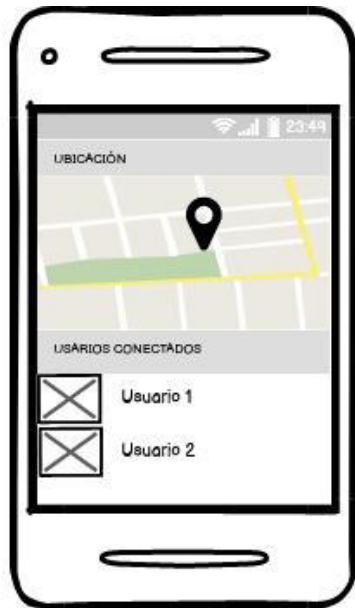 23:49
UBICACIÓN
USARIOS CONECTADOS
Usuario 1
Usuario 2